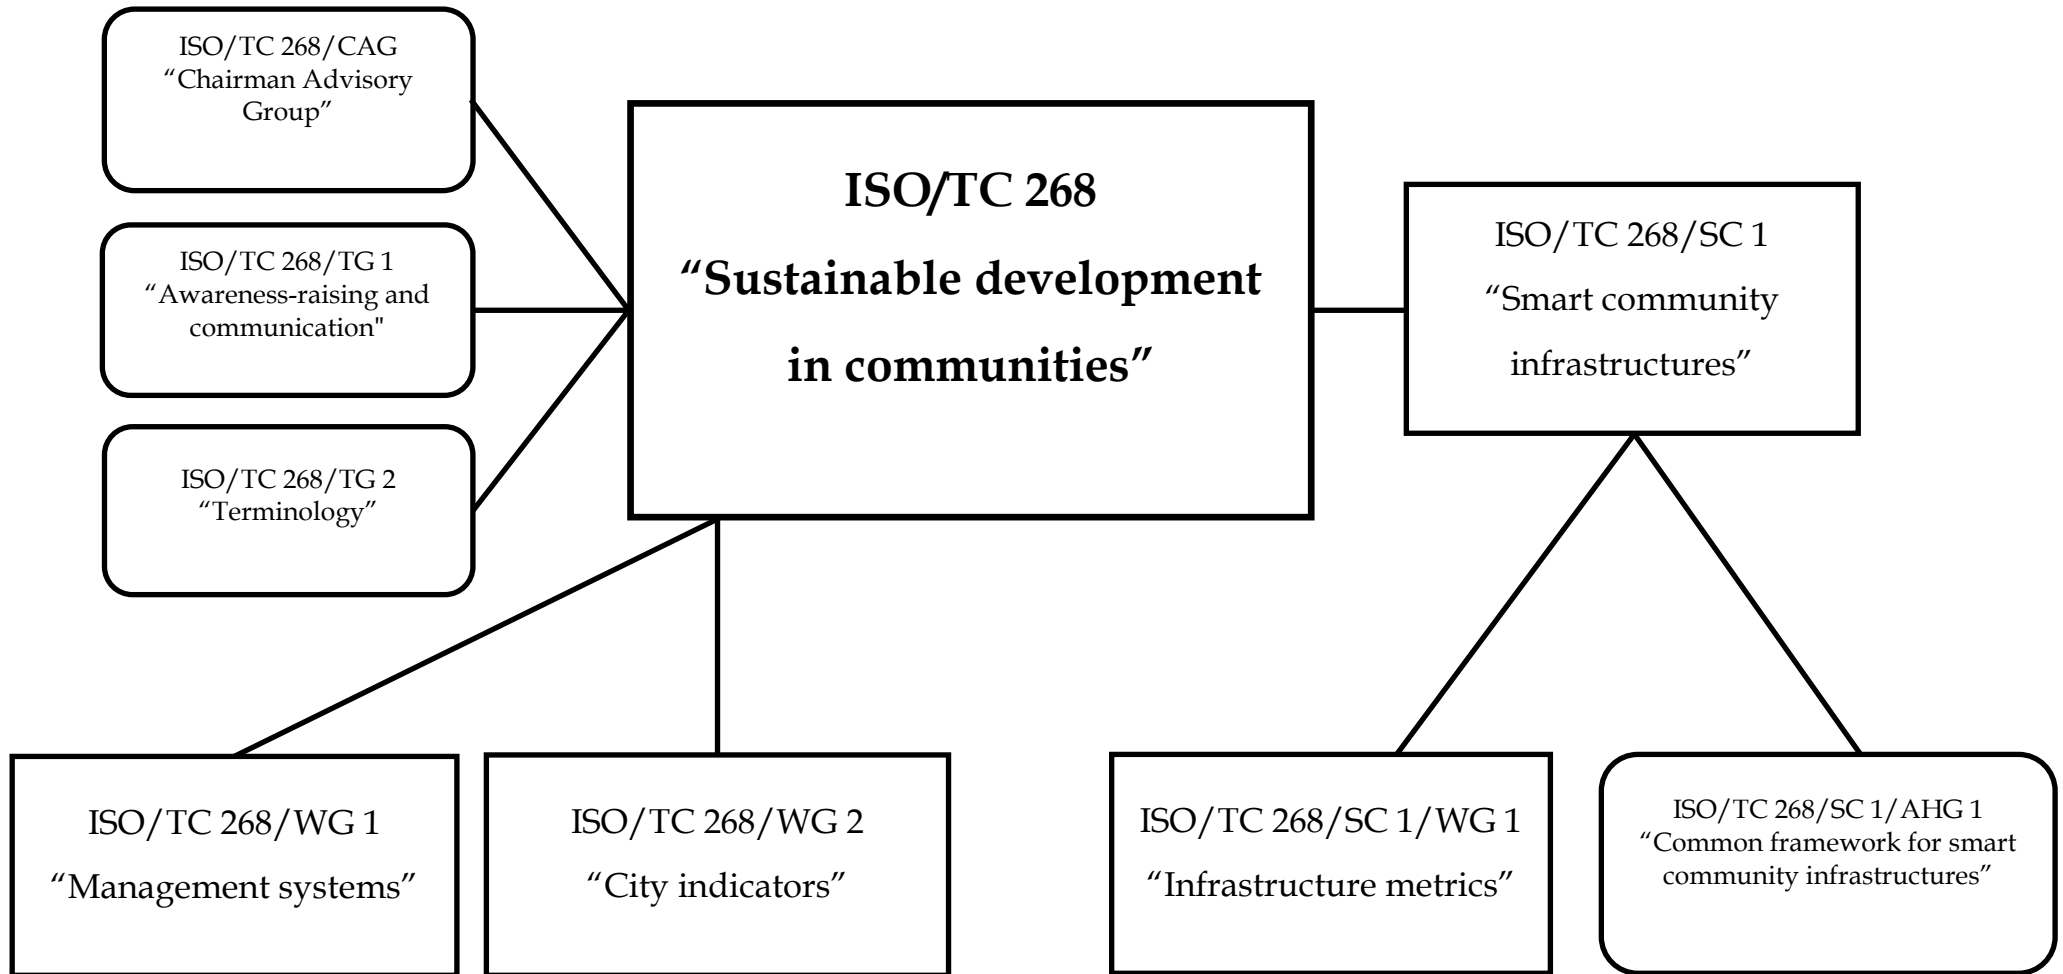 ISO/TC 268/CAG
“Chairman Advisory
Group”
ISO/TC 268/TG 1
“Awareness-raising and
communication"
ISO/TC 268/TG 2
“Terminology”
ISO/TC 268
“Sustainable development
in communities”
ISO/TC 268/SC 1
“Smart community
infrastructures”
ISO/TC 268/WG 1
“Management systems”
ISO/TC 268/WG 2
“City indicators”
ISO/TC 268/SC 1/WG 1
“Infrastructure metrics”
ISO/TC 268/SC 1/AHG 1
“Common framework for smart
community infrastructures”